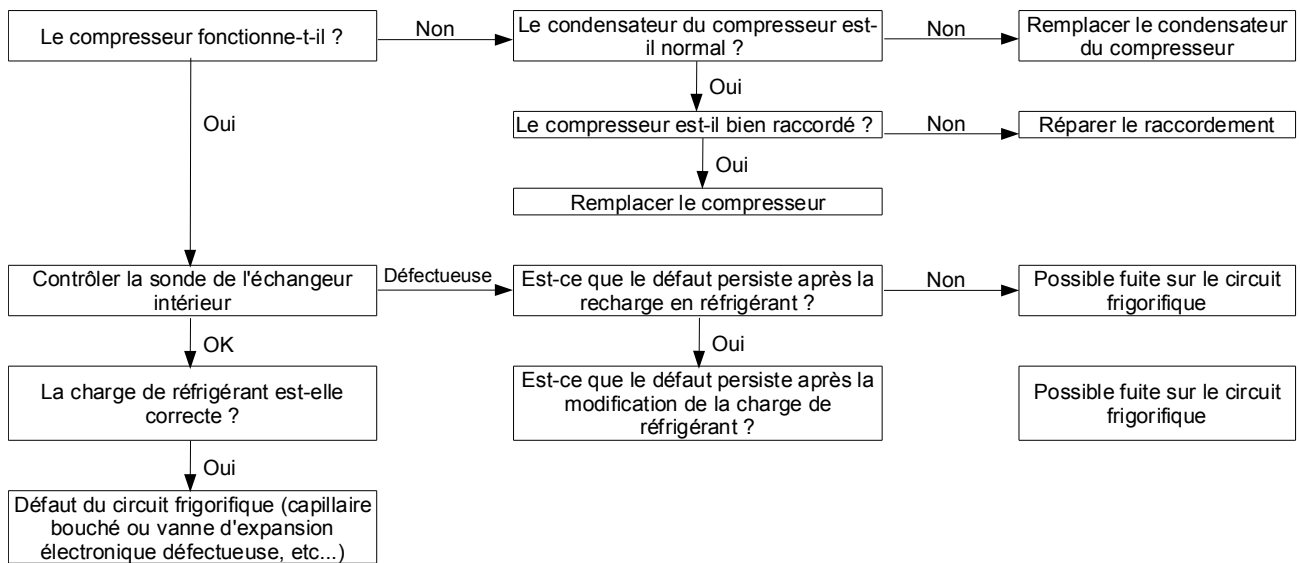 Le compresseur fonctionne-t-il ?
Non
Le condensateur du compresseur est-
il normal ?
Non
Remplacer le condensateur
du compresseur
Oui
Oui
Le compresseur est-il bien raccordé ?
Non
Réparer le raccordement
Oui
Remplacer le compresseur
Contrôler la sonde de l'échangeur
intérieur
Défectueuse
Est-ce que le défaut persiste après la
recharge en réfrigérant ?
Non
Possible fuite sur le circuit
frigorifique
OK
Oui
La charge de réfrigérant est-elle
correcte ?
Est-ce que le défaut persiste après la
modification de la charge de
réfrigérant ?
Possible fuite sur le circuit
frigorifique
Oui
Défaut du circuit frigorifique (capillaire
bouché ou vanne d'expansion
électronique défectueuse, etc...)